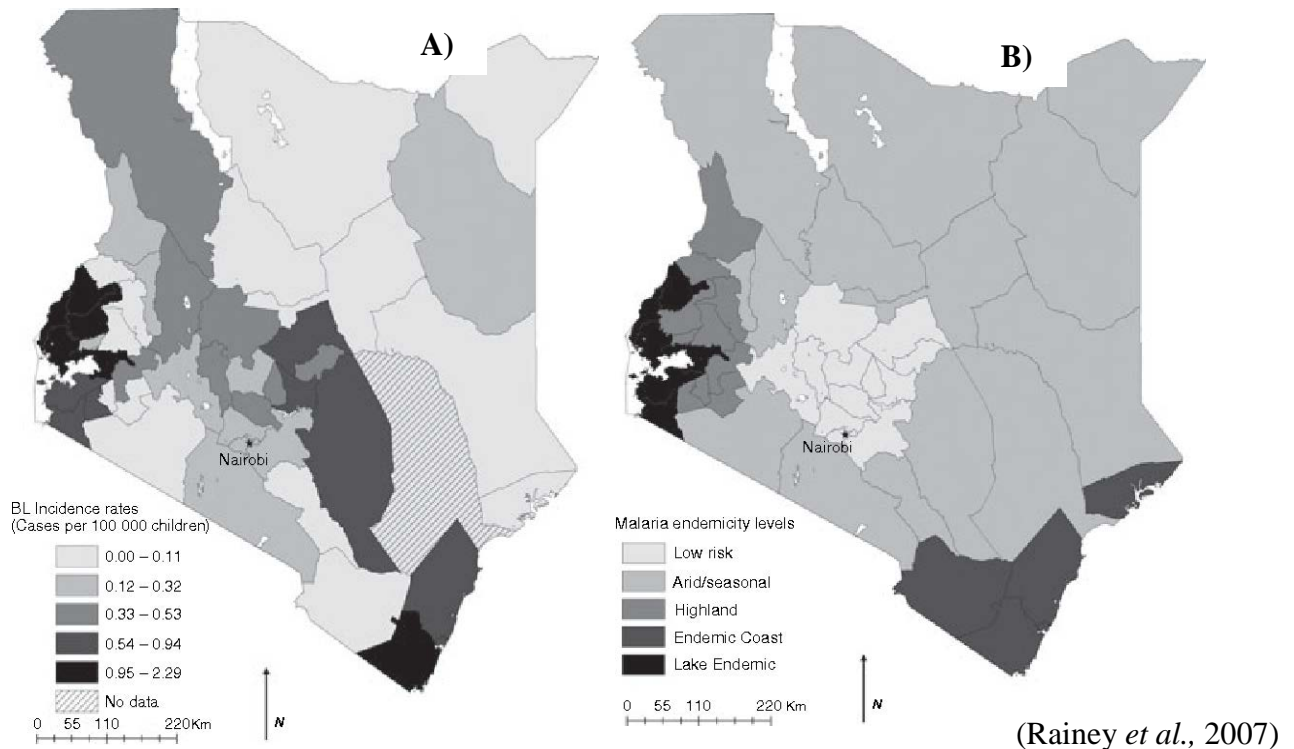 A)
Nairobi
BL Incidence rates
(Cases per 100 000 children)
0.00 – 0.11
0.12 – 0.32
0.33 – 0.53
0.54 – 0.94
0.95 – 2.29
No data
0 55 110 220Km
N
B)
Nairobi
Malaria endemicity levels
Low risk
Arid/seasonal
Highland
Endemic Coast
Lake Endemic
0 55 110 220 Km
N
(Rainey et al., 2007)